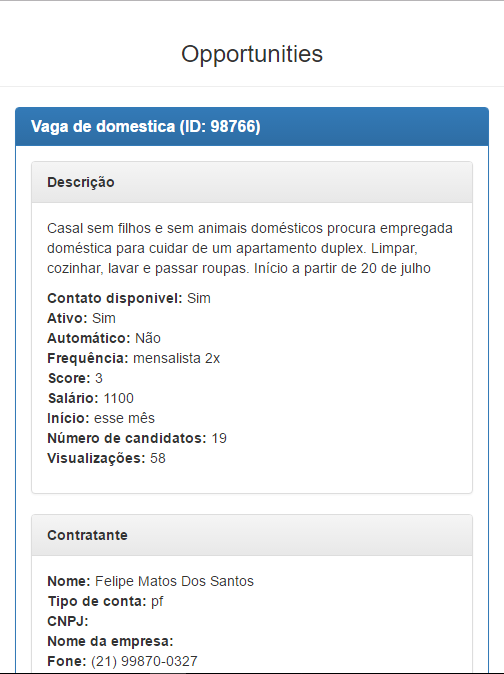 Opportunities
Vaga de domestica (ID: 98766)
Descrição
Casal sem filhos e sem animais domésticos procura empregada
doméstica para cuidar de um apartamento duplex. Limpar,
cozinhar, lavar e passar roupas. Início a partir de 20 de julho
Contato disponivel: Sim
Ativo: Sim
Automático: Não
Frequência: mensalista 2x
Score: 3
Salário: 1100
Início: esse mês
Número de candidatos: 19
Visualizações: 58
Contratante
Nome: Felipe Matos Dos Santos
Tipo de conta: pf
CNPJ:
Nome da empresa:
Fone: (21) 99870-0327